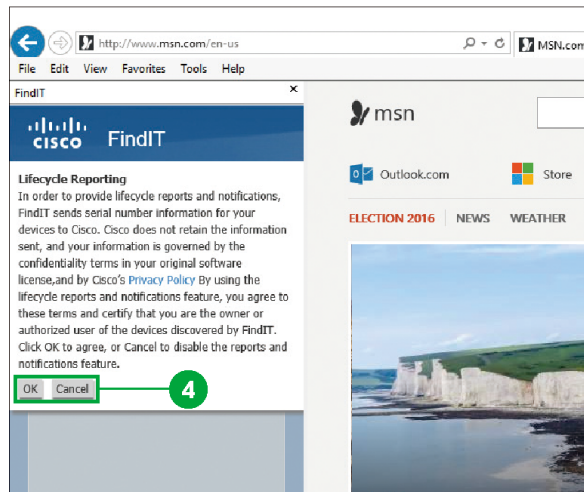 http://www.msn.com/en-us
MSN.com
File Edit View Favorites Tools Help
FindIT
cisco FindIT
Lifecycle Reporting
In order to provide lifecycle reports and notifications,
FindIT sends serial number information for your
devices to Cisco. Cisco does not retain the information
sent, and your information is governed by the
confidentiality terms in your original software
license,and by Cisco's Privacy Policy By using the
lifecycle reports and notifications feature, you agree to
these terms and certify that you are the owner or
authorized user of the devices discovered by FindIT.
Click OK to agree, or Cancel to disable the reports and
notifications feature.
OK Cancel
4
msn
Outlook.com Store
ELECTION 2016 NEWS WEATHER